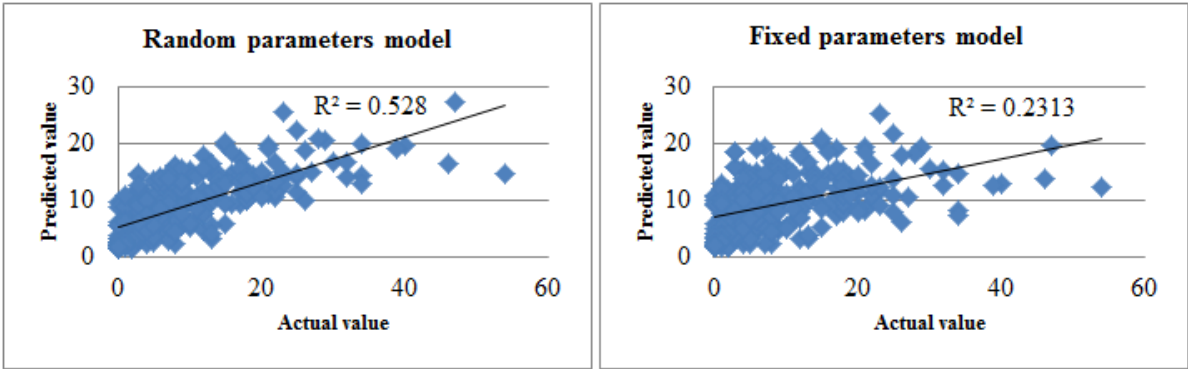 Random parameters model
30
20
10
0
0 20 40 60
R² = 0.528
Predicted value
Actual value
Fixed parameters model
30
20
10
0
0 20 40 60
R² = 0.2313
Predicted value
Actual value